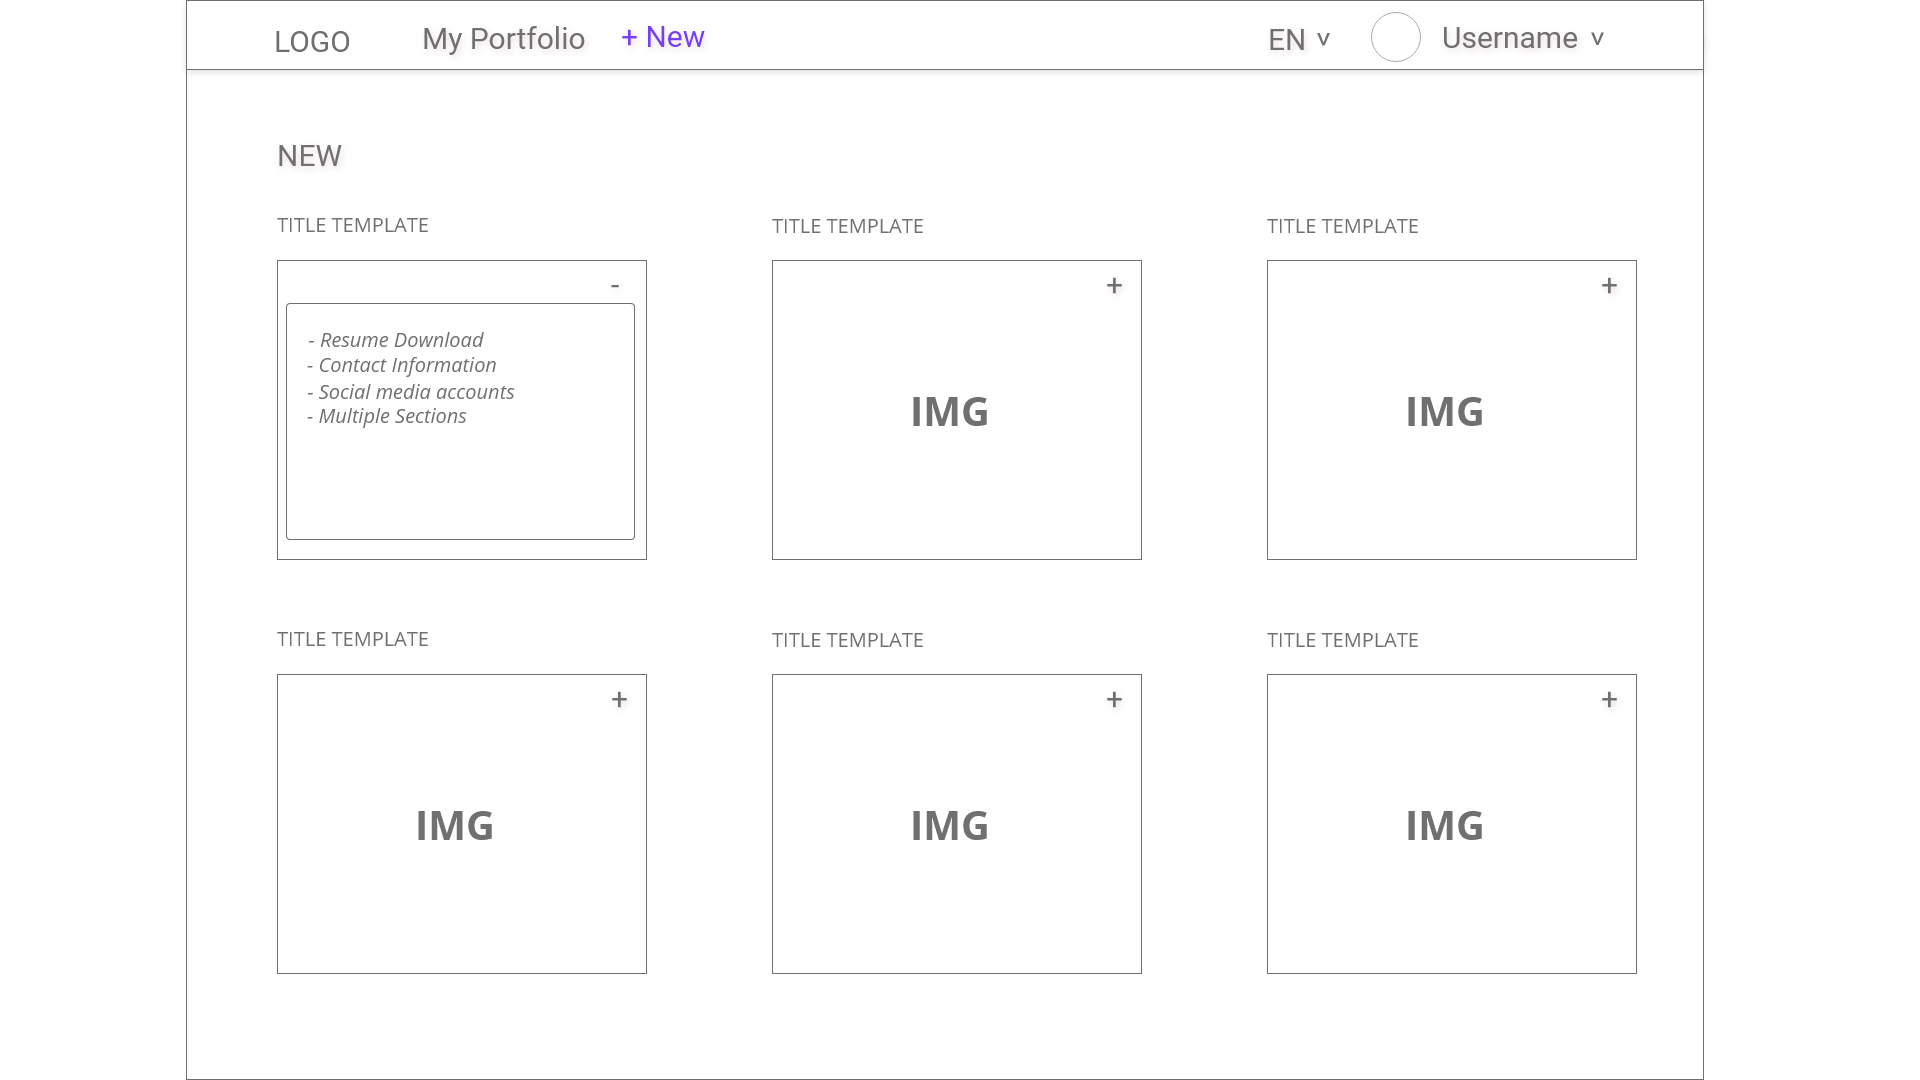 LOGO My Portfolio + New EN v Username v
NEW
TITLE TEMPLATE TITLE TEMPLATE TITLE TEMPLATE
- + +
- Resume Download
- Contact Information
- Social media accounts
- Multiple Sections
IMG IMG
TITLE TEMPLATE TITLE TEMPLATE TITLE TEMPLATE
+ + +
IMG IMG IMG